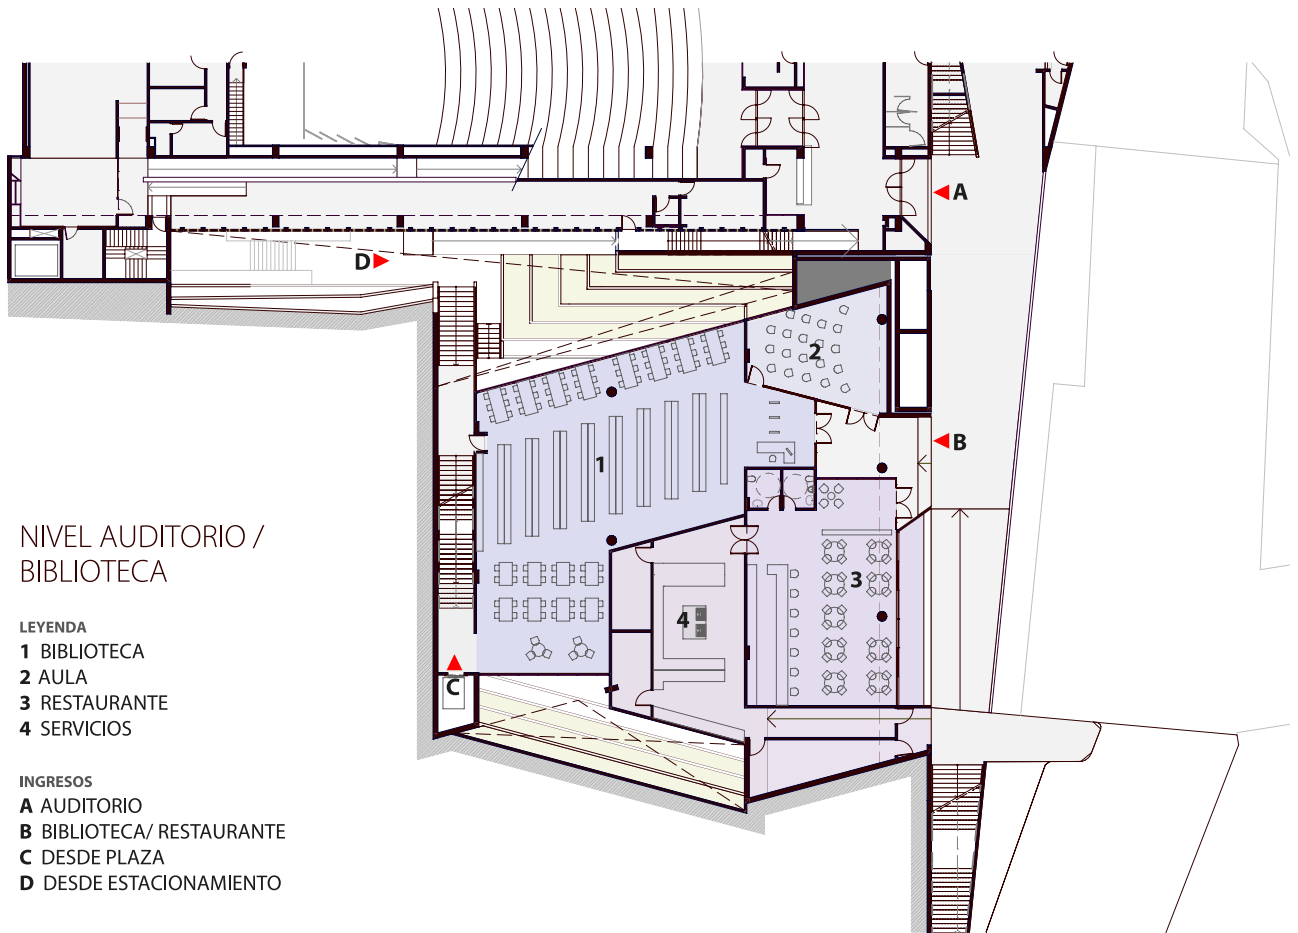 A
D
2
B
1
NIVEL AUDITORIO /
BIBLIOTECA
3
4
LEYENDA
1 BIBLIOTECA
2 AULA
3 RESTAURANTE
4 SERVICIOS
C
INGRESOS
A AUDITORIO
B BIBLIOTECA/ RESTAURANTE
C DESDE PLAZA
D DESDE ESTACIONAMIENTO